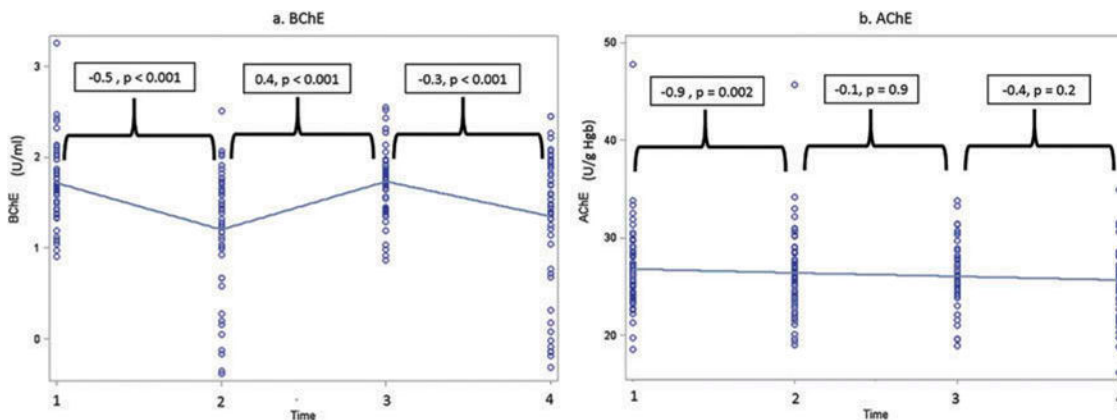 a. BChE
3
2
1
0
BChE (U/ml)
-0.5 , p < 0.001
0.4, p < 0.001
-0.3, p < 0.001
1 2 3 4
Time
b. AChE
50
40
30
20
AChE (U/g Hgb)
-0.9 , p = 0.002
-0.1, p = 0.9
-0.4, p = 0.2
1 2 3
Time